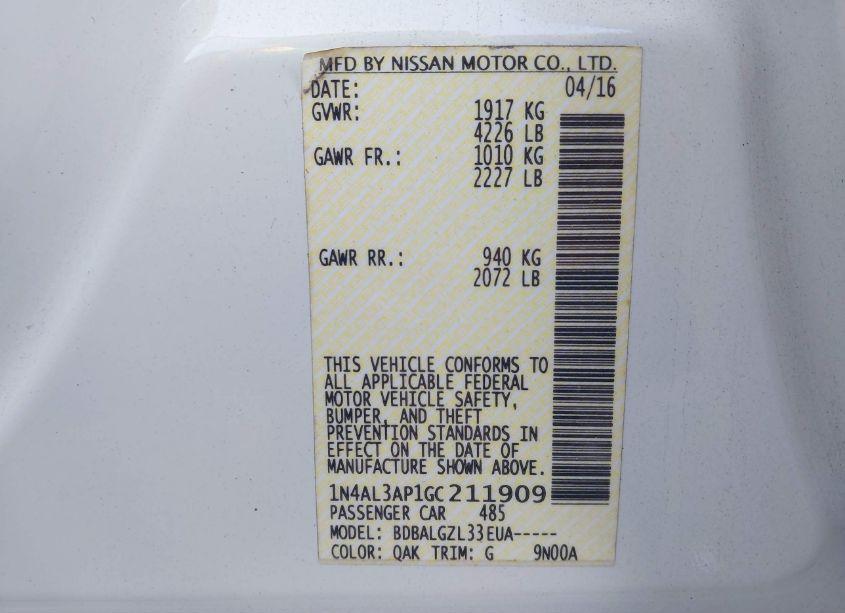 MFD BY NISSAN MOTOR CO., LTD.
DATE: 04/16
GVWR: 1917 KG
4226 LB
GAWR FR.: 1010 KG
2227 LB
GAWR RR.: 940 KG
2072 LB
THIS VEHICLE CONFORMS TO
ALL APPLICABLE FEDERAL
MOTOR VEHICLE SAFETY,
BUMPER, AND THEFT
PREVENTION STANDARDS IN
EFFECT ON THE DATE OF
MANUFACTURE SHOWN ABOVE.
1N4AL3AP1GC211909
PASSENGER CAR 485
MODEL: BDBALGZL33EUA-----
COLOR: QAK TRIM: G 9N00A